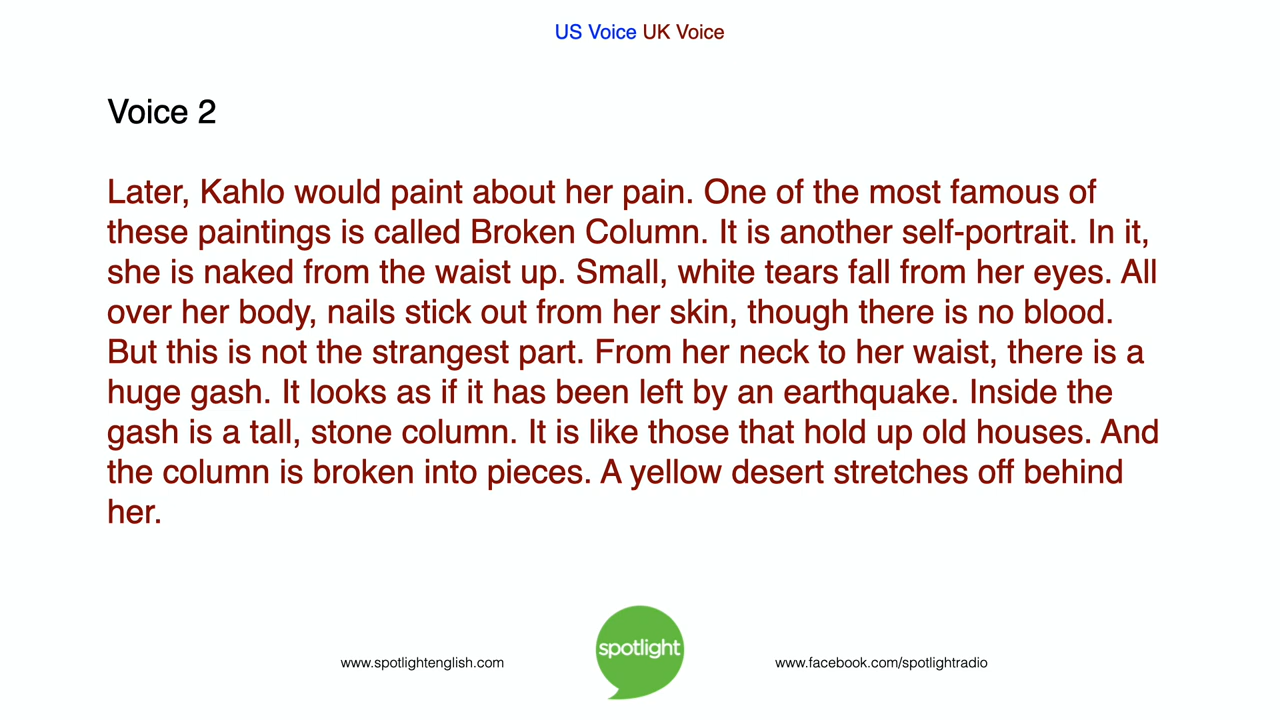 US Voice UK Voice
Voice 2
Later, Kahlo would paint about her pain. One of the most famous of
these paintings is called Broken Column. It is another self-portrait. In it,
she is naked from the waist up. Small, white tears fall from her eyes. All
over her body, nails stick out from her skin, though there is no blood.
But this is not the strangest part. From her neck to her waist, there is a
huge gash. It looks as if it has been left by an earthquake. Inside the
gash is a tall, stone column. It is like those that hold up old houses. And
the column is broken into pieces. A yellow desert stretches off behind
her.
spotlight
www.spotlightenglish.com
www.facebook.com/spotlightradio